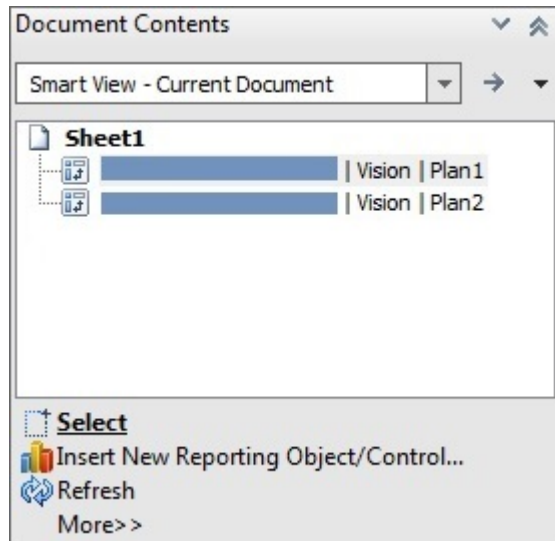 Document Contents
Smart View - Current Document
Sheet1
| Vision | Plan1
| Vision | Plan2
Select
Insert New Reporting Object/Control...
Refresh
More>>